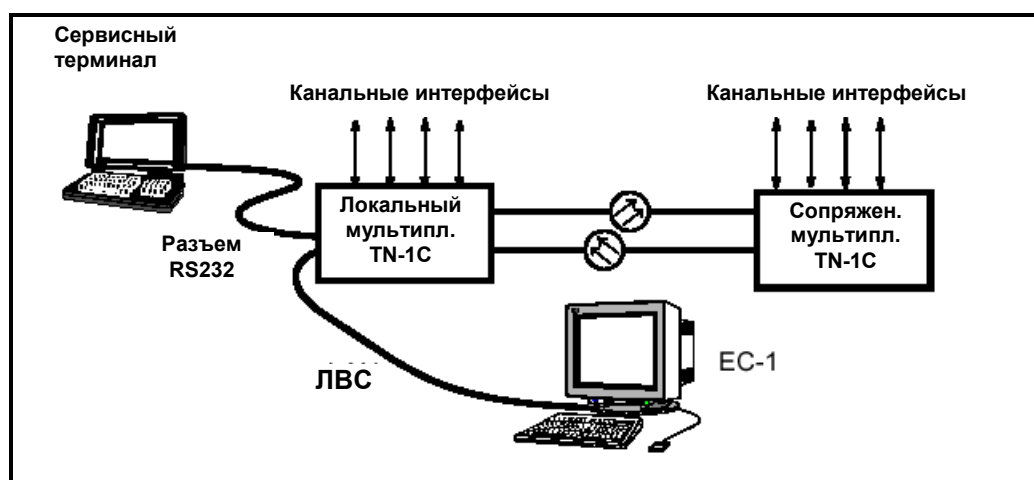 Сервисный
терминал
Канальные интерфейсы
Канальные интерфейсы
Локальный
мультипл.
TN-1C
Сопряжен.
мультипл.
TN-1C
Разъем
RS232
ЛВС
EC-1